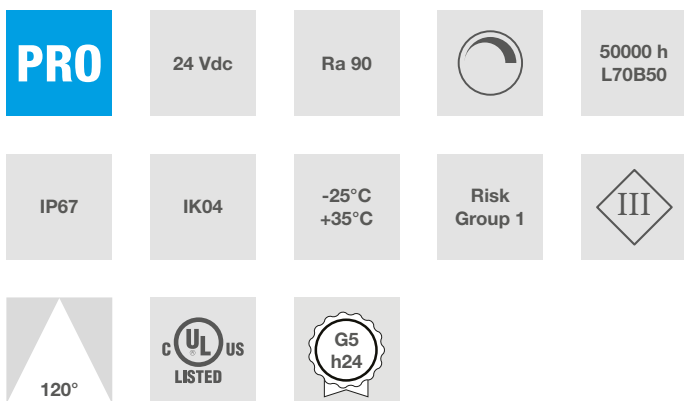 PRO
24 Vdc
Ra 90
50000 h
L70B50
IP67
IK04
-25°C
+35°C
Risk
Group 1
III
120°
c UL ® US
LISTED
G5
h24